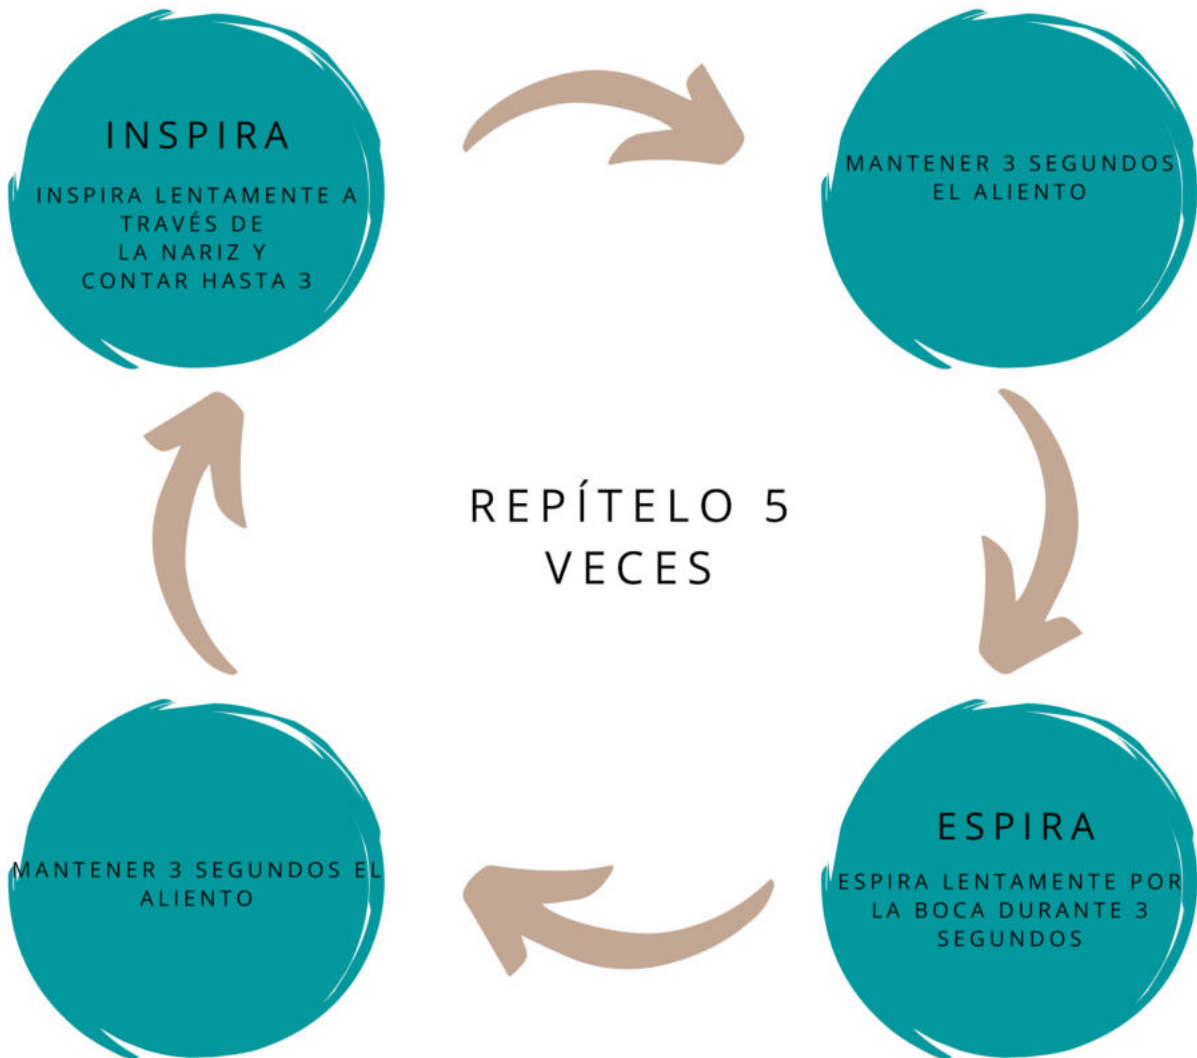 INSPIRA
INSPIRA LENTAMENTE A
TRAVÉS DE
LA NARIZ Y
CONTAR HASTA 3
MANTENER 3 SEGUNDOS
EL ALIENTO
REPÍTELO 5
VECES
ESPIRA
ESPIRA LENTAMENTE POR
LA BOCA DURANTE 3
SEGUNDOS
MANTENER 3 SEGUNDOS EL
ALIENTO